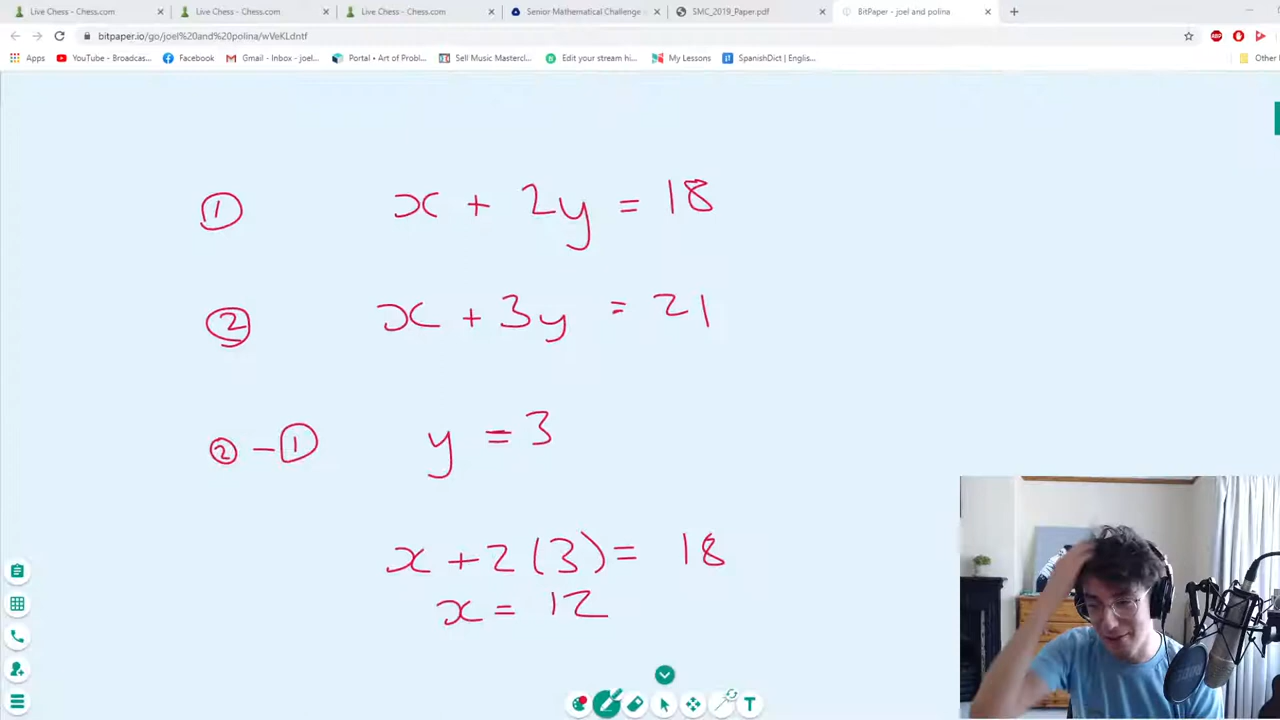 Live Chess - Chess.com
Live Chess - Chess.com
Live Chess - Chess.com
Senior Mathematical Challenge
SMC_2019_Paper.pdf
BitPaper - joel and polina
bitpaper.io/go/joel%20and%20polina/wVeKLdntf
Apps
YouTube - Broadcas...
Facebook
Gmail - Inbox - joel...
Portal • Art of Probl...
Sell Music Mastercl...
Edit your stream hi...
My Lessons
SpanishDict | Englis...
Other
① x + 2y = 18
② x + 3y = 21
② - ① y = 3
x + 2(3) = 18
x = 12
T